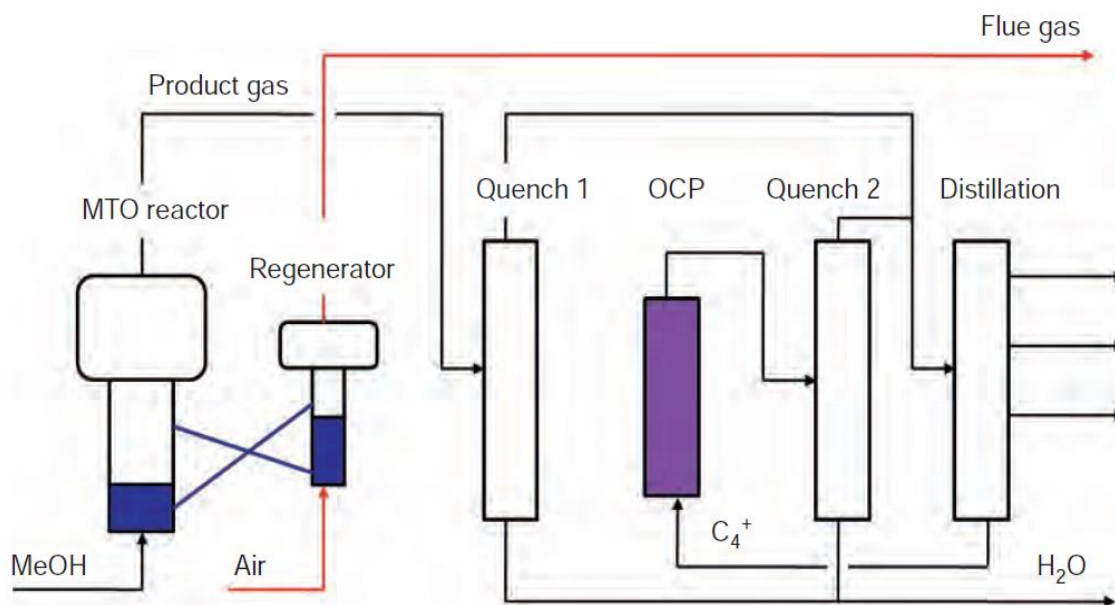 Flue gas
Product gas
Quench 1
OCP
Quench 2
Distillation
MTO reactor
Regenerator
C₄⁺
MeOH
Air
H₂O